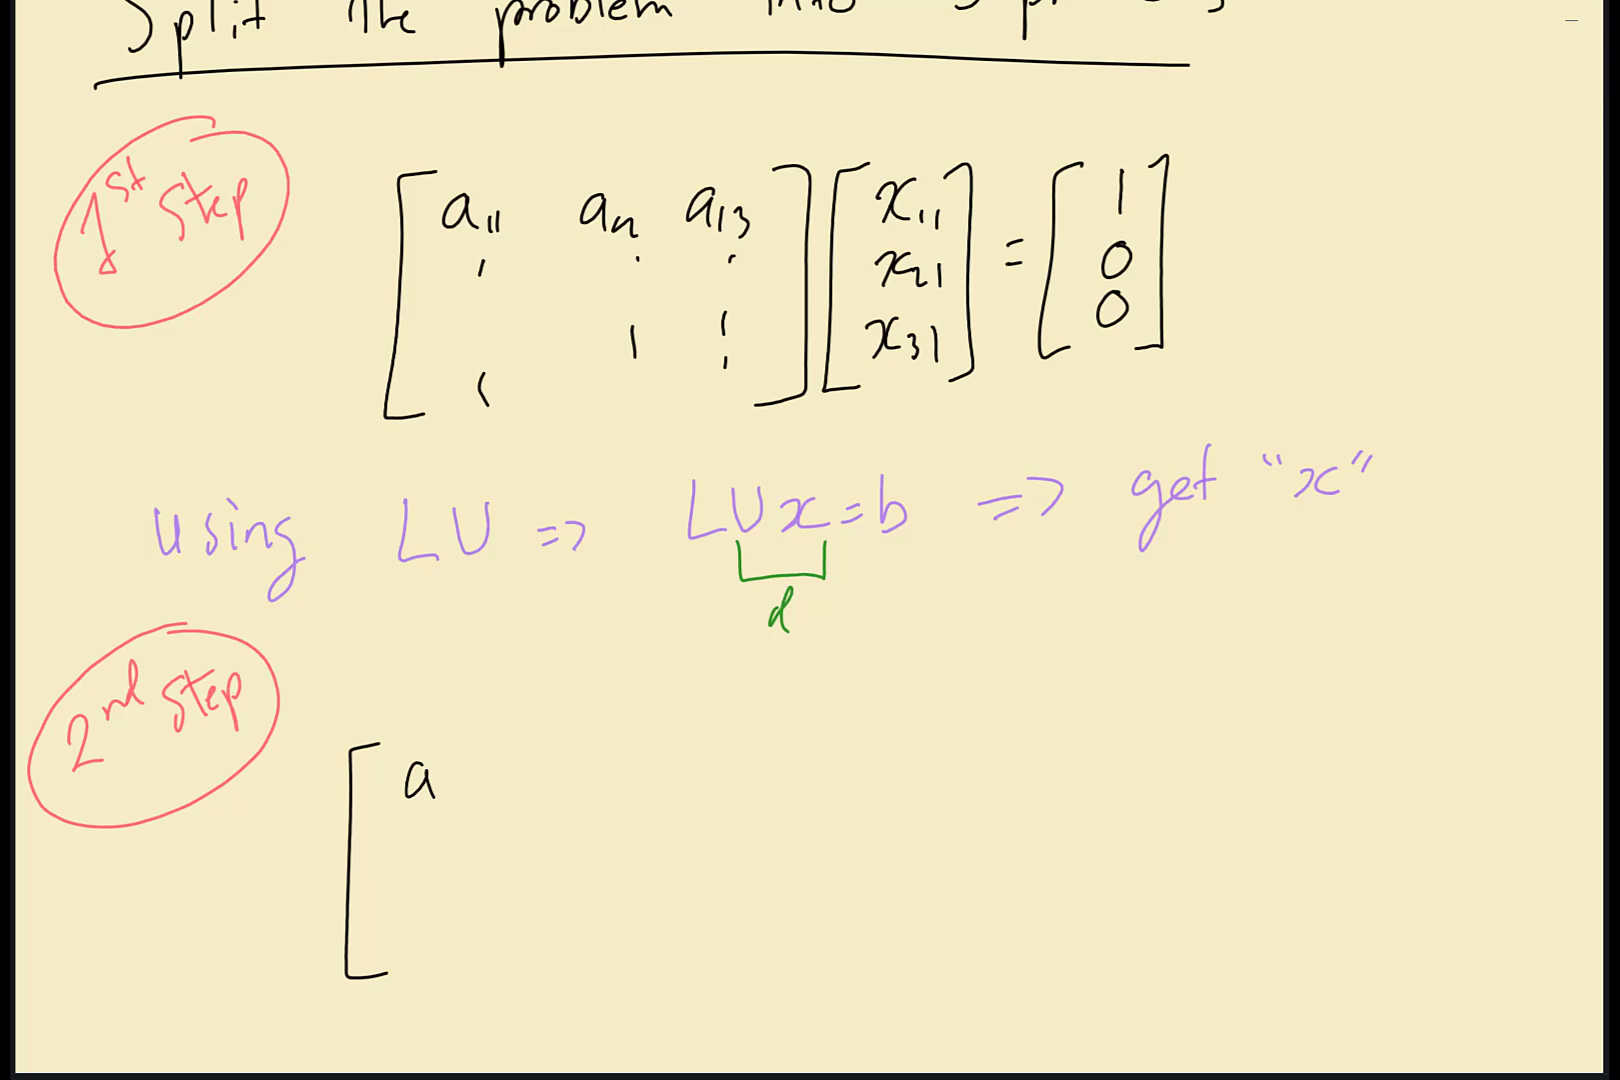 Split the problem into
1st step
[ a11 a12 a13 ] [ x11 x21 x31 ] = [ 1 0 0 ]
using LU => LUx = b => get "x"
d
2nd step
[ a